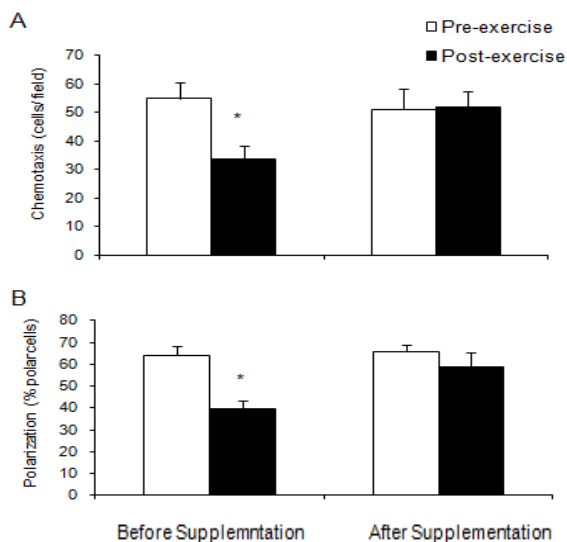 A
Pre-exercise
Post-exercise
Chemotaxis (cells/field)
70
60
50
40
30
20
10
0
*
B
Polarization (% polarcells)
80
70
60
50
40
30
20
10
0
*
Before Supplemntation After Supplementation